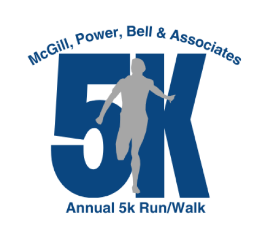 McGill, Power, Bell & Associates
5K
Annual 5k Run/Walk